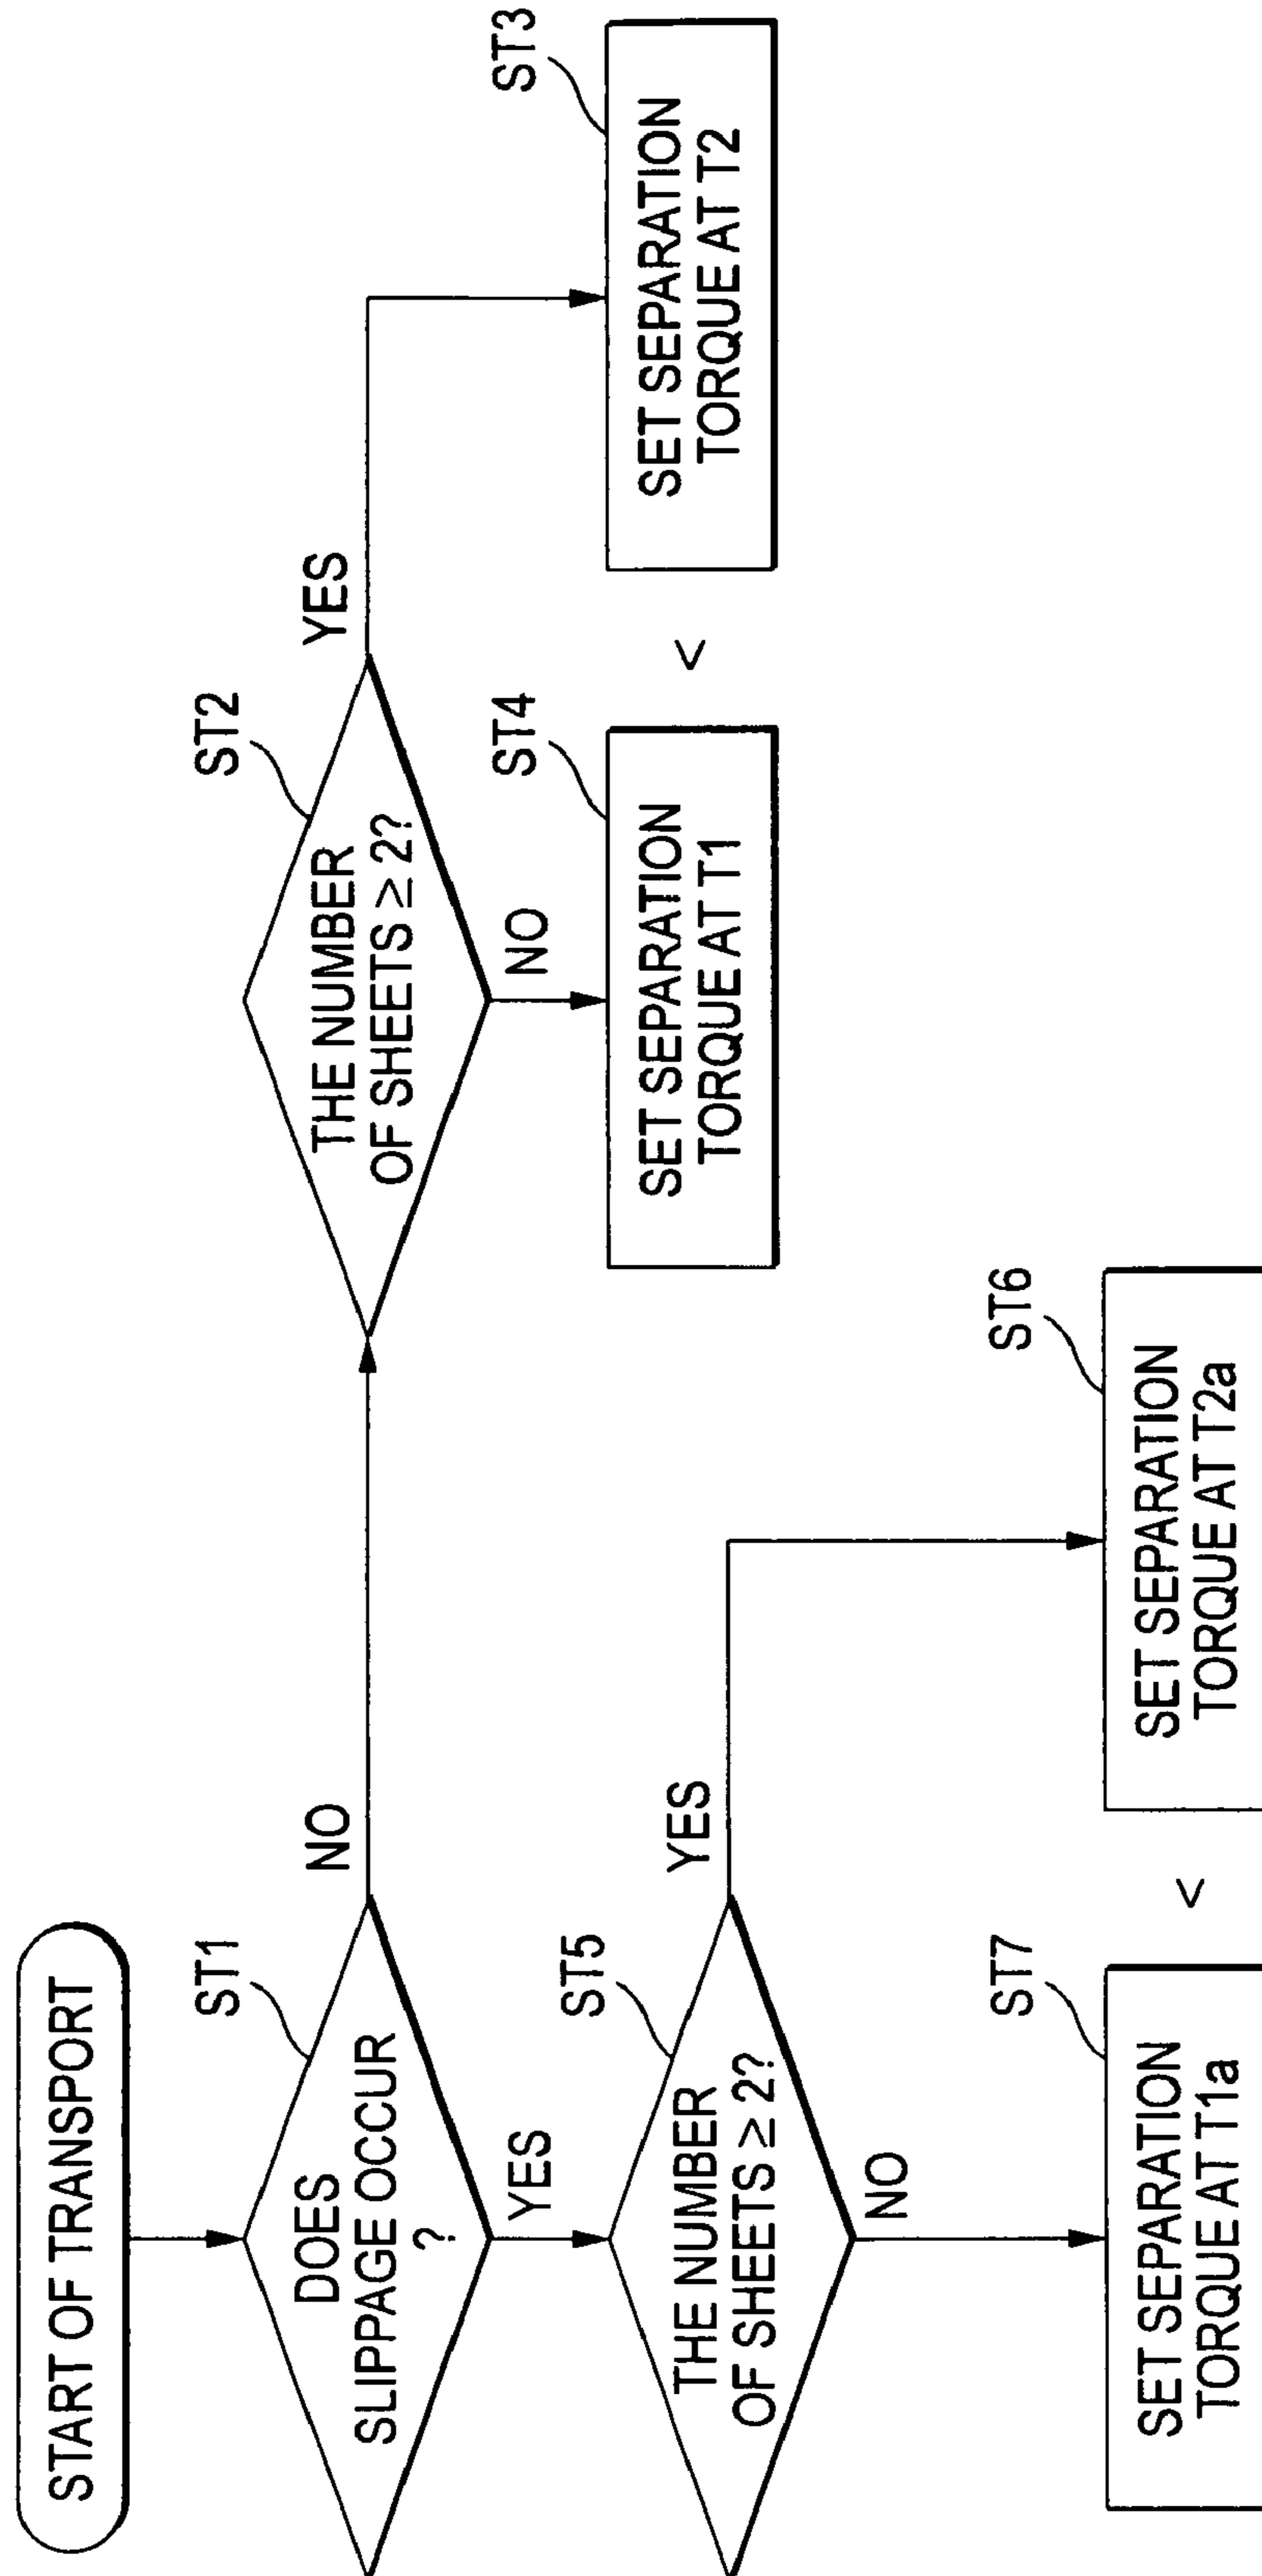 START OF TRANSPORT
ST1
DOES
SLIPPAGE OCCUR
?
NO
YES
ST2
THE NUMBER
OF SHEETS ≥ 2?
YES
NO
ST4
SET SEPARATION
TORQUE AT T1
<
ST3
SET SEPARATION
TORQUE AT T2
ST5
THE NUMBER
OF SHEETS ≥ 2?
YES
NO
ST7
SET SEPARATION
TORQUE AT T1a
<
ST6
SET SEPARATION
TORQUE AT T2a